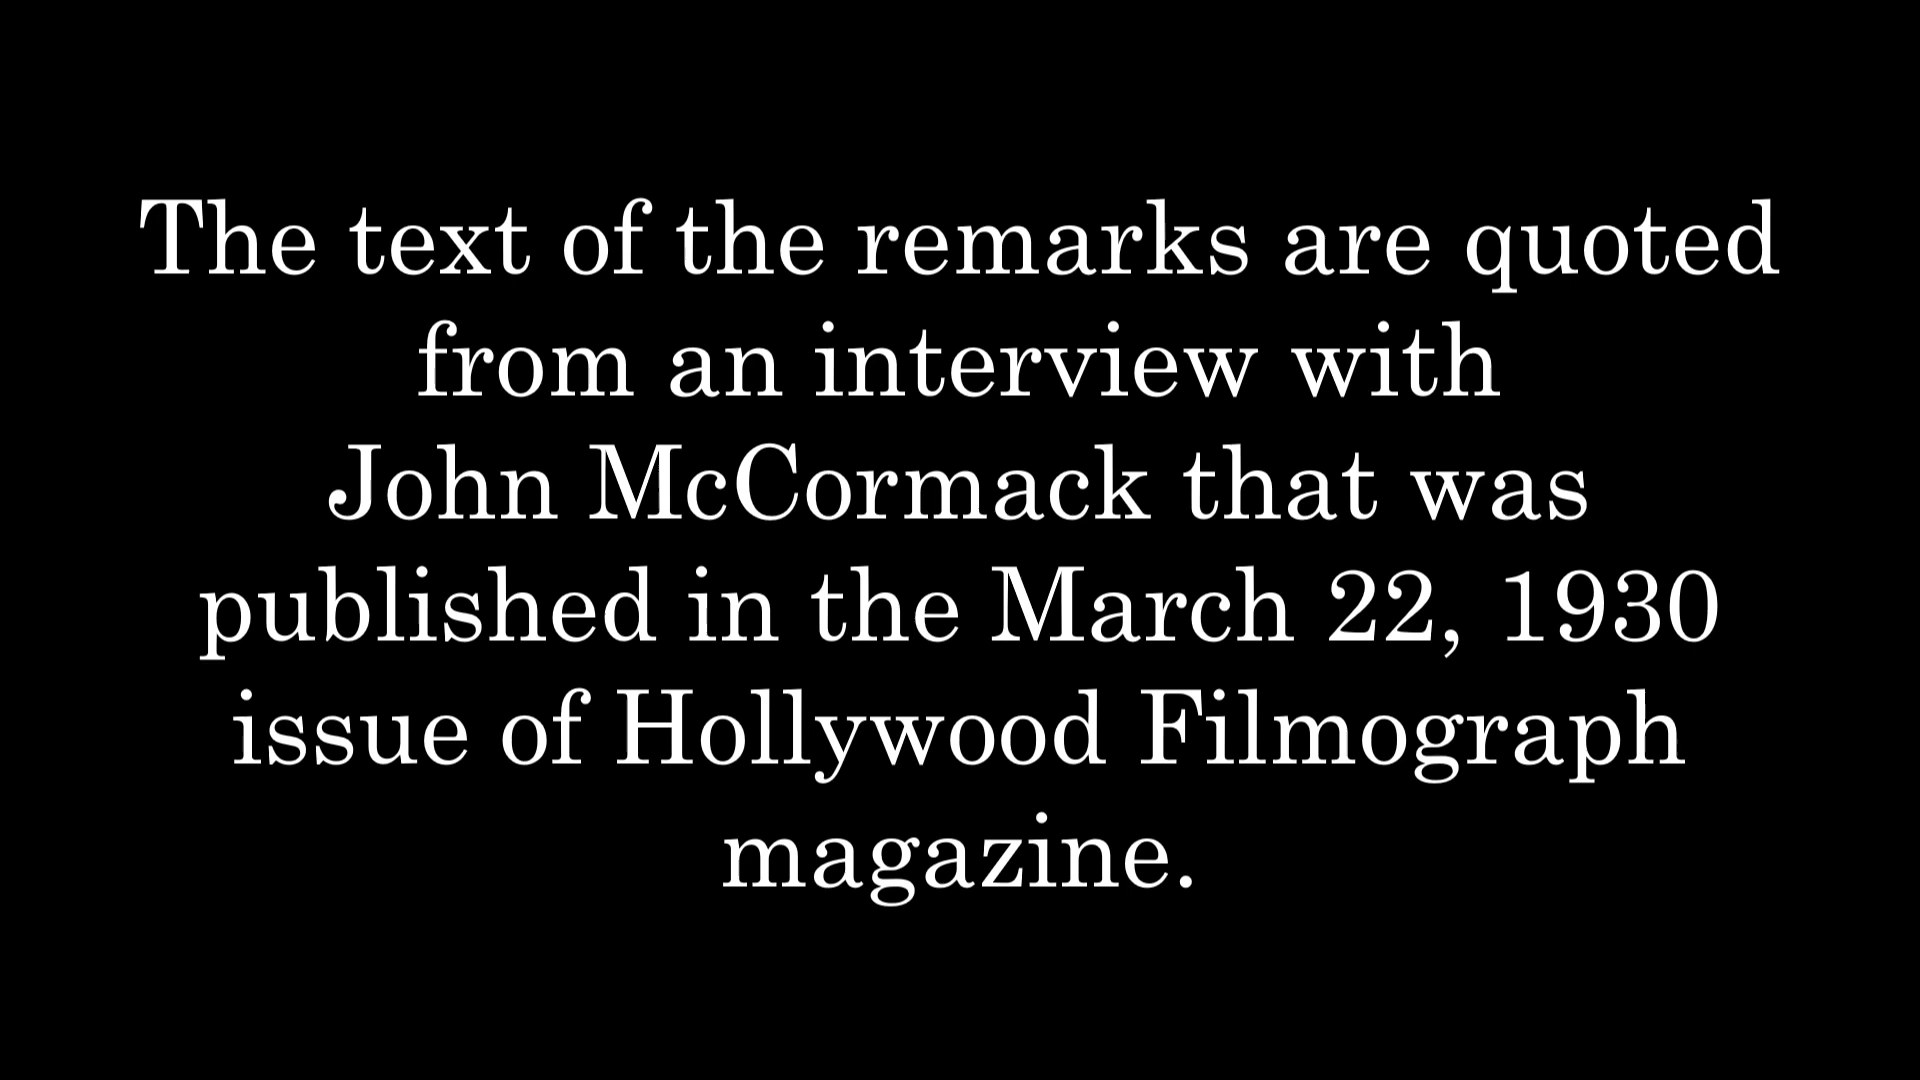 The text of the remarks are quoted
from an interview with
John McCormack that was
published in the March 22, 1930
issue of Hollywood Filmograph
magazine.